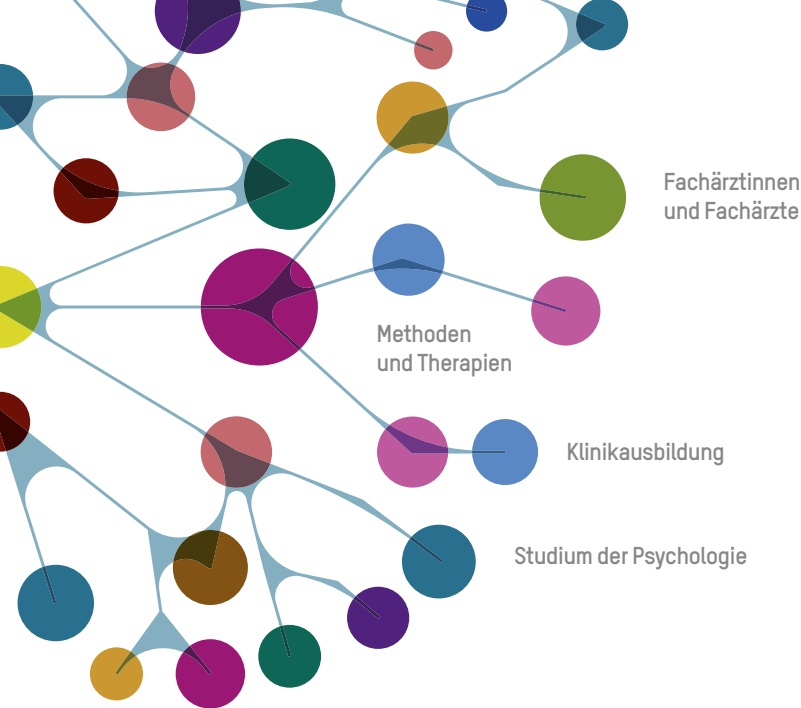 Fachärztinnen
und Fachärzte
Methoden
und Therapien
Klinikausbildung
Studium der Psychologie